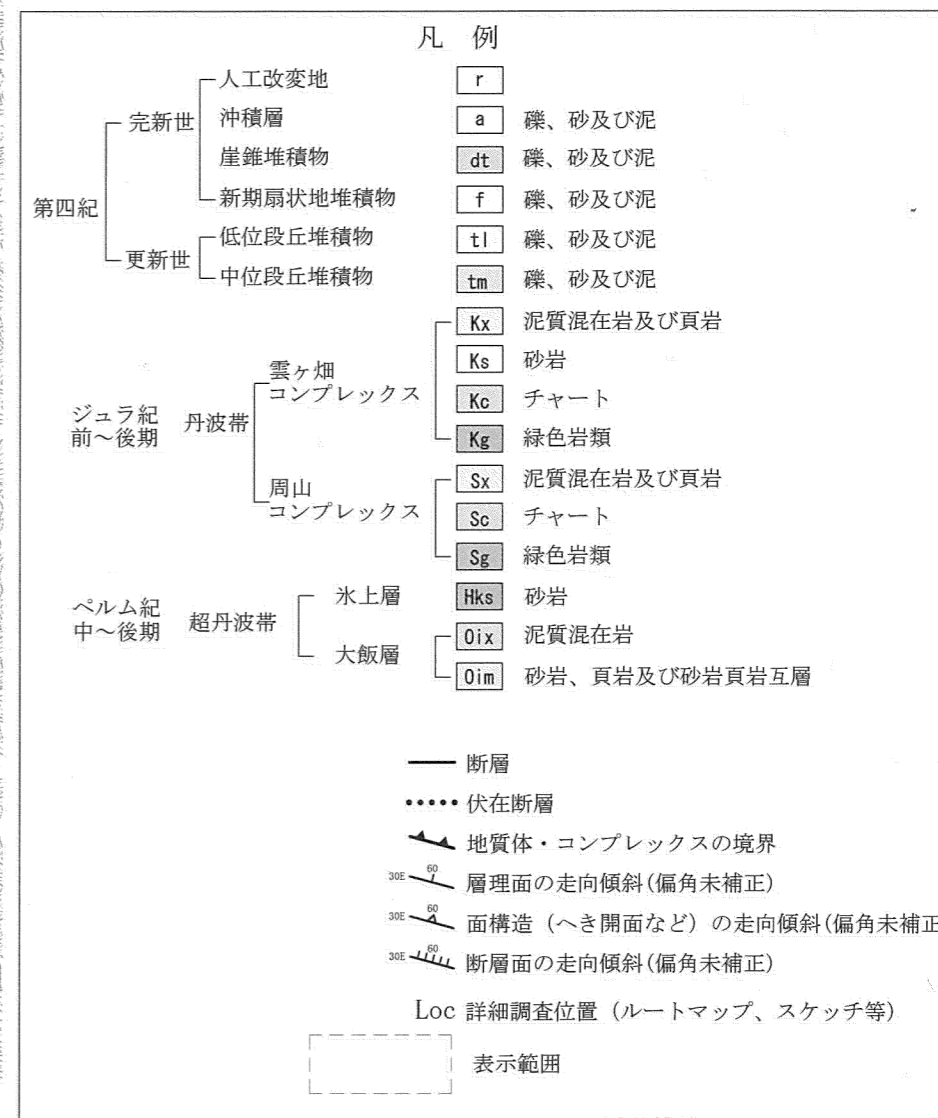 凡 例
人工改変地 r
完新世 沖積層 a 礫、砂及び泥
崖錐堆積物 dt 礫、砂及び泥
新期扇状地堆積物 f 礫、砂及び泥
第四紀
低位段丘堆積物 tl 礫、砂及び泥
更新世
中位段丘堆積物 tm 礫、砂及び泥
Kx 泥質混在岩及び頁岩
Ks 砂岩
雲ヶ畑
コンプレックス
Kc チャート
ジュラ紀
前~後期
丹波帯
Kg 緑色岩類
Sx 泥質混在岩及び頁岩
周山
コンプレックス
Sc チャート
Sg 緑色岩類
氷上層 Hks 砂岩
ペルム紀
中~後期
超丹波帯
Oix 泥質混在岩
大飯層
Oim 砂岩、頁岩及び砂岩頁岩互層
断層
伏在断層
地質体・コンプレックスの境界
30E 60 層理面の走向傾斜(偏角未補正)
30E 60 面構造(へき開面など)の走向傾斜(偏角未補正
30E 60 断層面の走向傾斜(偏角未補正)
Loc 詳細調査位置(ルートマップ、スケッチ等)
表示範囲